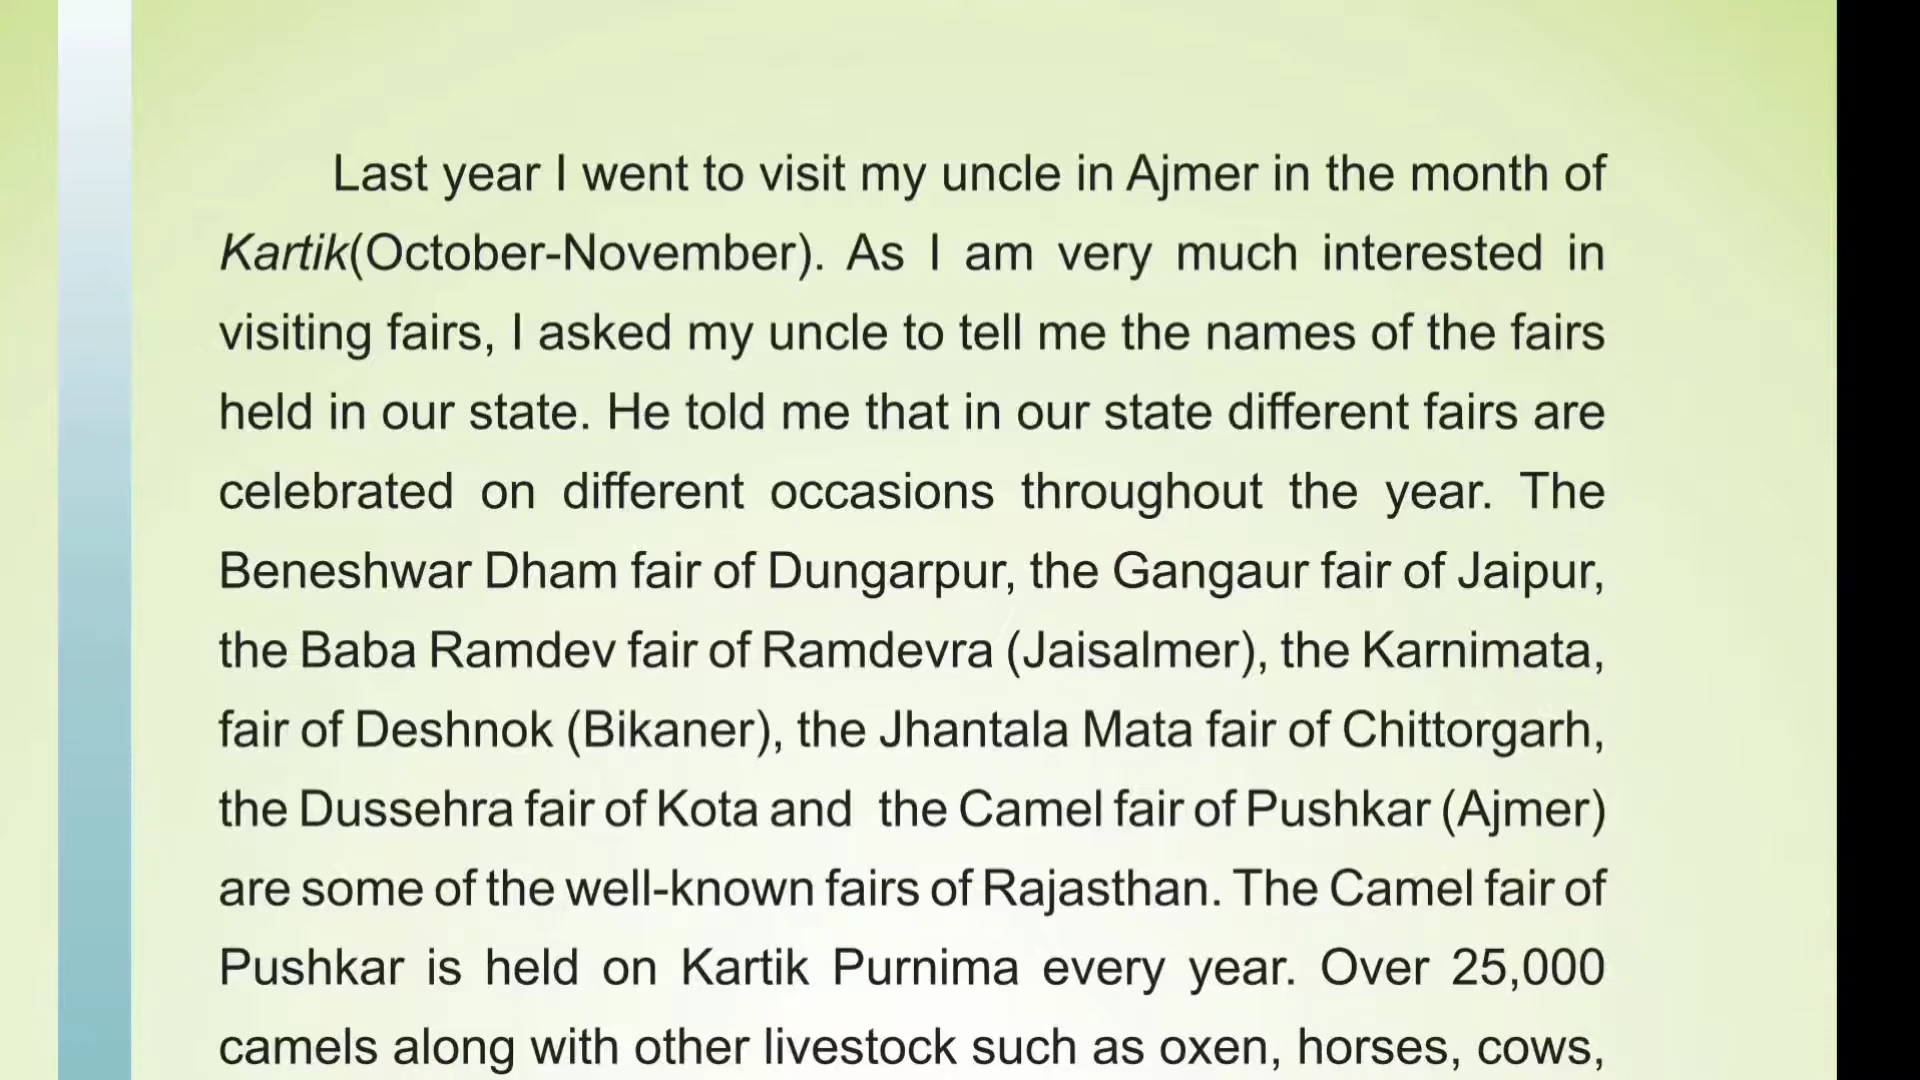 Last year I went to visit my uncle in Ajmer in the month of
Kartik(October-November). As I am very much interested in
visiting fairs, I asked my uncle to tell me the names of the fairs
held in our state. He told me that in our state different fairs are
celebrated on different occasions throughout the year. The
Beneshwar Dham fair of Dungarpur, the Gangaur fair of Jaipur,
the Baba Ramdev fair of Ramdevra (Jaisalmer), the Karnimata,
fair of Deshnok (Bikaner), the Jhantala Mata fair of Chittorgarh,
the Dussehra fair of Kota and the Camel fair of Pushkar (Ajmer)
are some of the well-known fairs of Rajasthan. The Camel fair of
Pushkar is held on Kartik Purnima every year. Over 25,000
camels along with other livestock such as oxen, horses, cows,